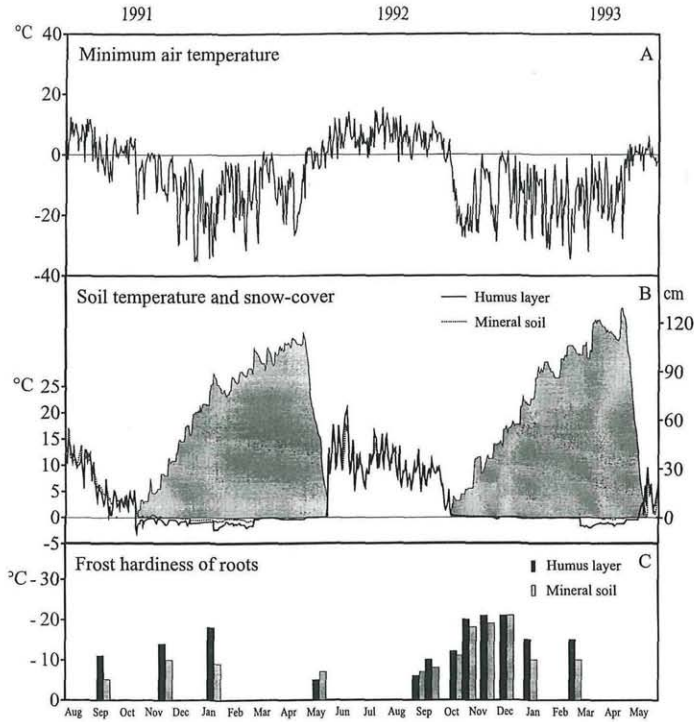 1991 1992 1993
°C 40
Minimum air temperature A
20
0
-20
-40
Soil temperature and snow-cover B cm
Humus layer
Mineral soil
120
°C 25 90
20
15 60
10
5 30
0 0
-5
Frost hardiness of roots C
°C - 30
Humus layer
Mineral soil
- 20
- 10
0
Aug Sep Oct Nov Dec Jan Feb Mar Apr May Jun Jul Aug Sep Oct Nov Dec Jan Feb Mar Apr May